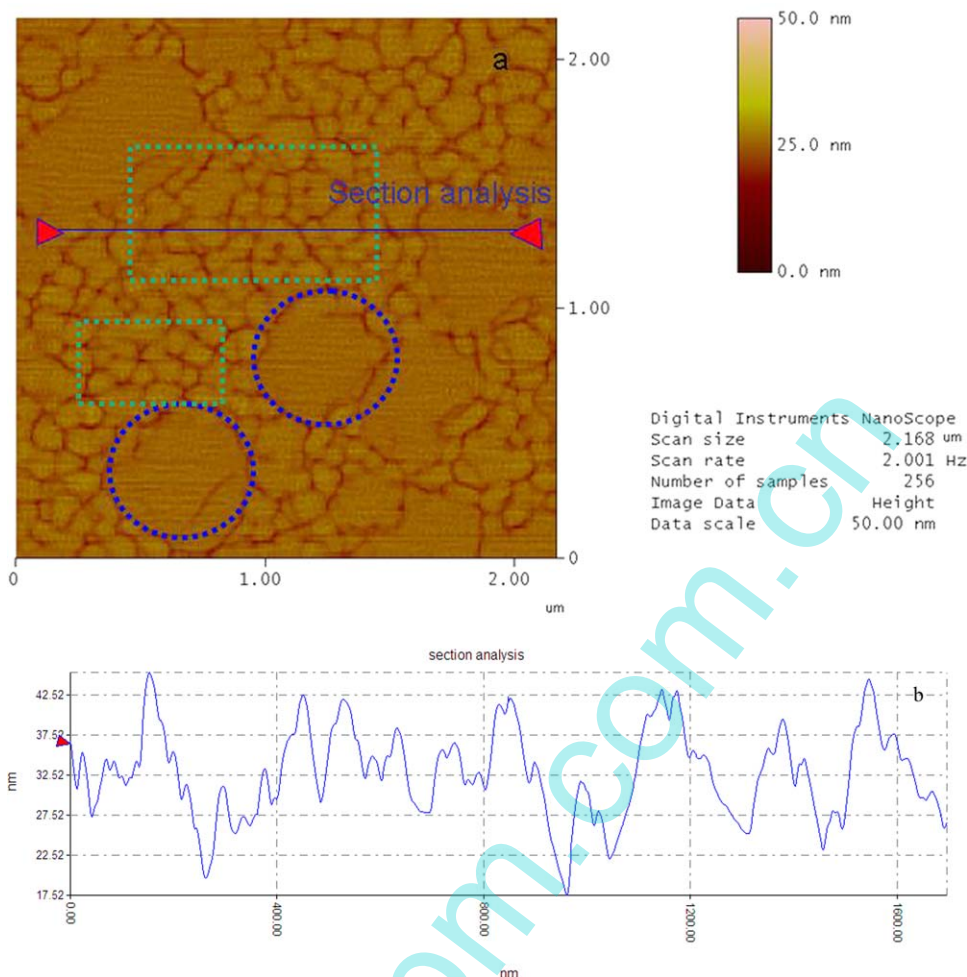 a
Section analysis
2.00
1.00
0
0
1.00
2.00
um
50.0 nm
25.0 nm
0.0 nm
Digital Instruments NanoScope
Scan size 2.168 um
Scan rate 2.001 Hz
Number of samples 256
Image Data Height
Data scale 50.00 nm
section analysis
b
nm
42.52
37.52
32.52
27.52
22.52
17.52
0.00
400.00
800.00
1200.00
1600.00
nm
om.com.cn